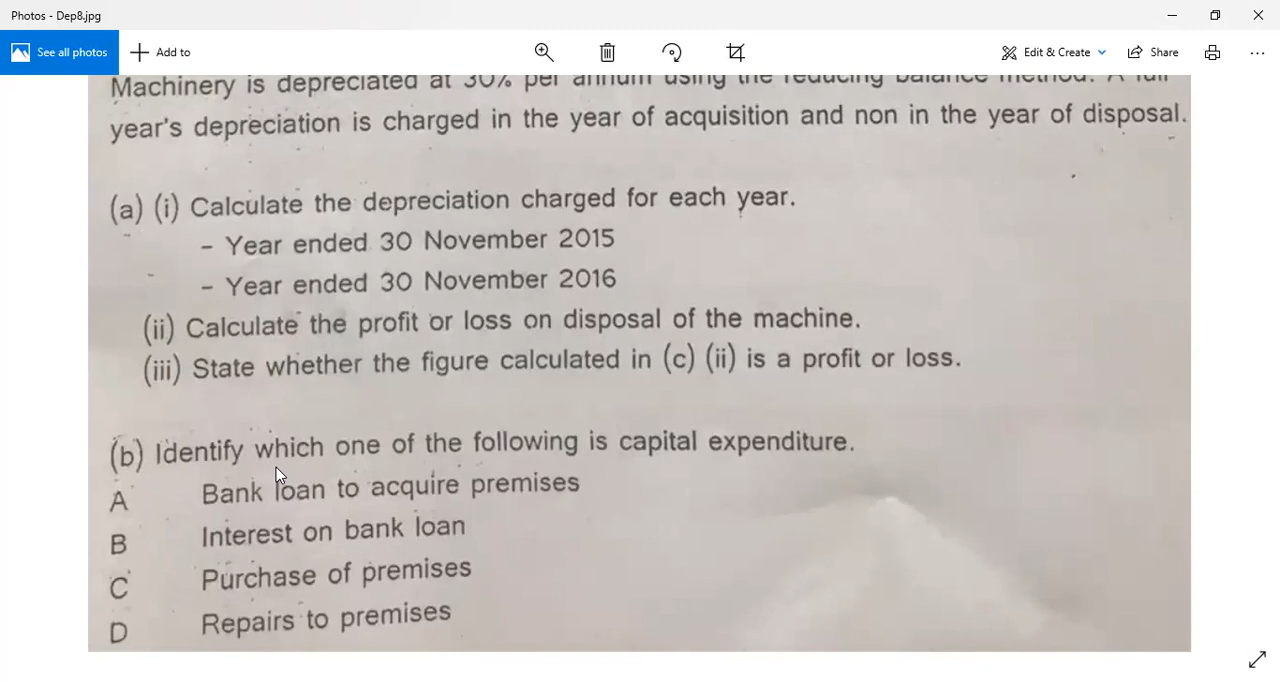 Photos - Dep8.jpg
See all photos
Add to
Edit & Create
Share
Machinery is depreciated at 30% per annum using the reducing balance method. A full
year's depreciation is charged in the year of acquisition and non in the year of disposal.
(a) (i) Calculate the depreciation charged for each year.
- Year ended 30 November 2015
- Year ended 30 November 2016
(ii) Calculate the profit or loss on disposal of the machine.
(iii) State whether the figure calculated in (c) (ii) is a profit or loss.
(b) Identify which one of the following is capital expenditure.
A Bank loan to acquire premises
B Interest on bank loan
C Purchase of premises
D Repairs to premises